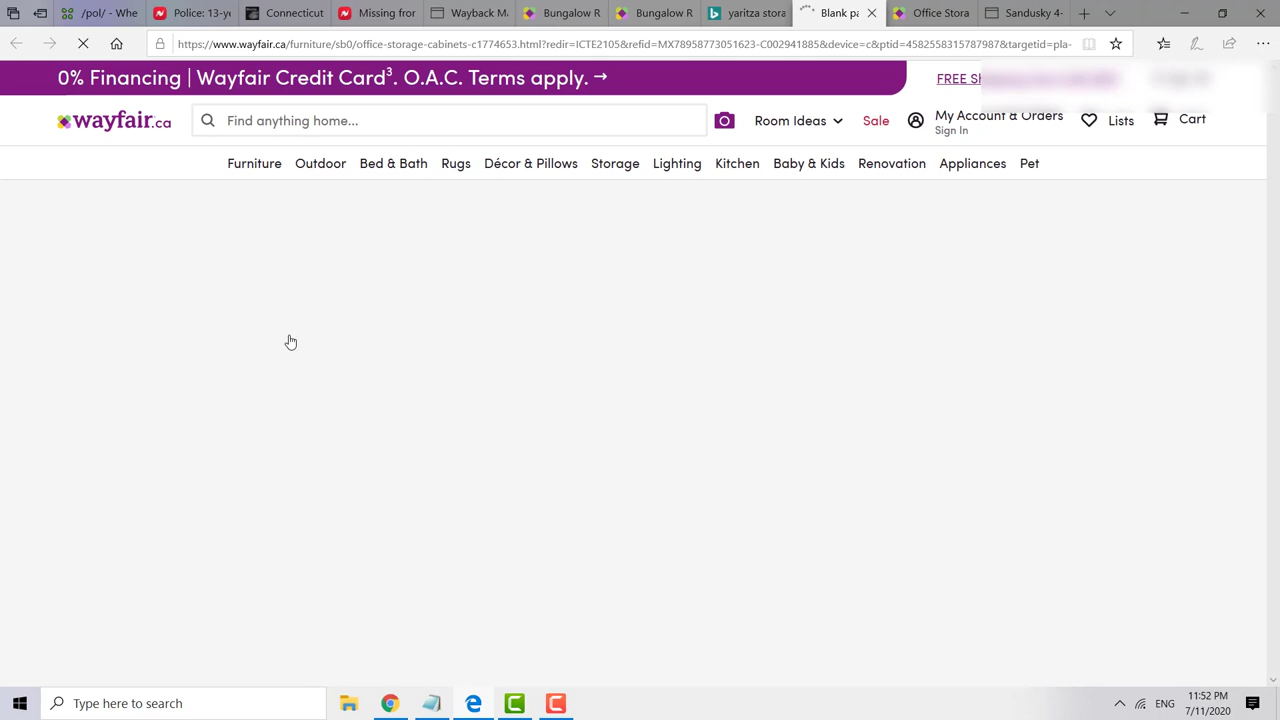 /pol/ - Whe
Police: 13-ye
Connecticut
Missing from
Wayback Ma
Bungalow R
Bungalow R
yaritza stora
Blank pa
Office Stora
Sandusky 4-
https://www.wayfair.ca/furniture/sb0/office-storage-cabinets-c1774653.html?redir=ICTE2105&refid=MX78958773051623-C002941885&device=c&ptid=4582558315787987&targetid=pla-
0% Financing | Wayfair Credit Card³. O.A.C. Terms apply. →
FREE SH
wayfair.ca
Find anything home...
Room Ideas
Sale
My Account & Orders
Sign In
Lists
Cart
Furniture Outdoor Bed & Bath Rugs Décor & Pillows Storage Lighting Kitchen Baby & Kids Renovation Appliances Pet
Type here to search
ENG
11:52 PM
7/11/2020